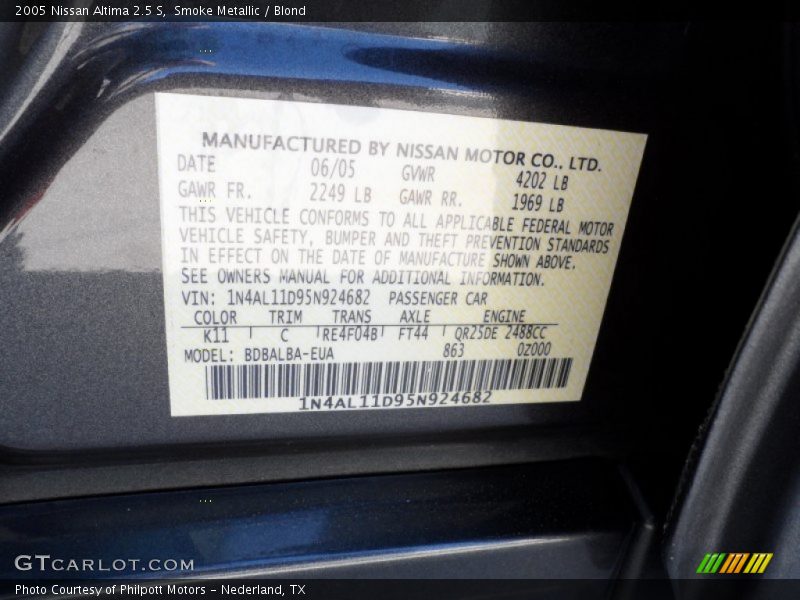 2005 Nissan Altima 2.5 S, Smoke Metallic / Blond
MANUFACTURED BY NISSAN MOTOR CO., LTD.
DATE 06/05 GVWR 4202 LB
GAWR FR. 2249 LB GAWR RR. 1969 LB
THIS VEHICLE CONFORMS TO ALL APPLICABLE FEDERAL MOTOR
VEHICLE SAFETY, BUMPER AND THEFT PREVENTION STANDARDS
IN EFFECT ON THE DATE OF MANUFACTURE SHOWN ABOVE.
SEE OWNERS MANUAL FOR ADDITIONAL INFORMATION.
VIN: 1N4AL11D95N924682 PASSENGER CAR
COLOR TRIM TRANS AXLE ENGINE
K11 C RE4F04B FT44 QR25DE 2488CC
MODEL: BDBALBA-EUA 863 0Z000
1N4AL11D95N924682
GTCARLOT.COM
Photo Courtesy of Philpott Motors - Nederland, TX